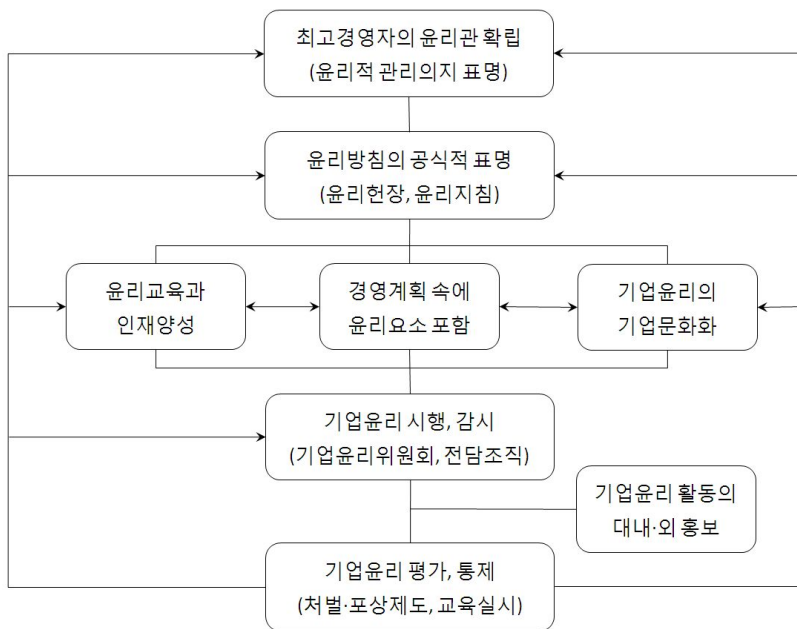 최고경영자의 윤리관 확립
(윤리적 관리의지 표명)
윤리방침의 공식적 표명
(윤리헌장, 윤리지침)
윤리교육과
인재양성
경영계획 속에
윤리요소 포함
기업윤리의
기업문화화
기업윤리 시행, 감시
(기업윤리위원회, 전담조직)
기업윤리 활동의
대내·외 홍보
기업윤리 평가, 통제
(처벌·포상제도, 교육실시)